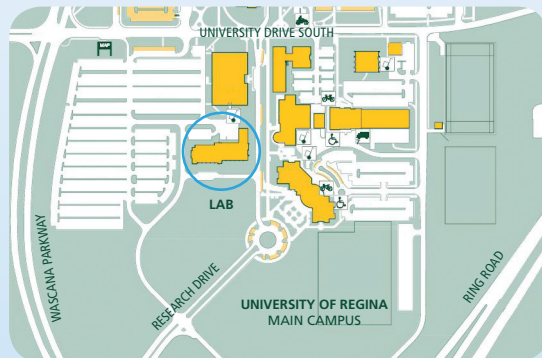 UNIVERSITY DRIVE SOUTH
MAP
LAB
WASCANA PARKWAY
RESEARCH DRIVE
UNIVERSITY OF REGINA
MAIN CAMPUS
RING ROAD